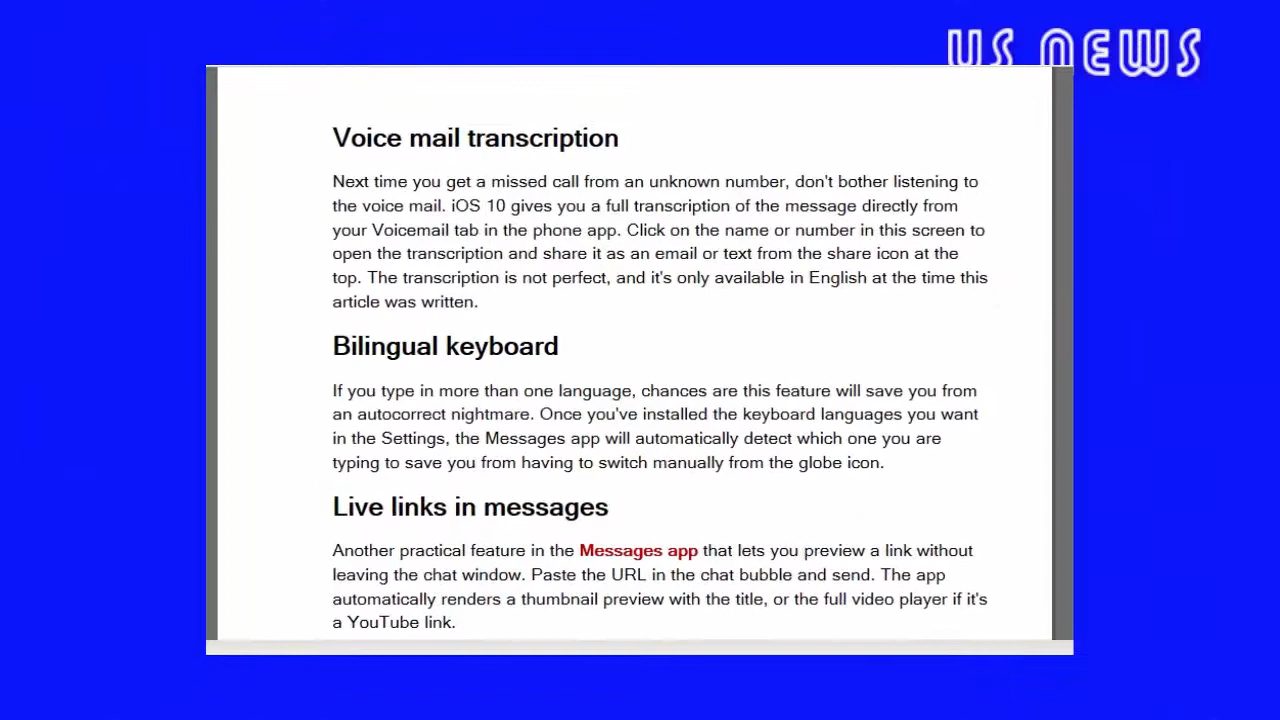 US NEWS
Voice mail transcription
Next time you get a missed call from an unknown number, don't bother listening to
the voice mail. iOS 10 gives you a full transcription of the message directly from
your Voicemail tab in the phone app. Click on the name or number in this screen to
open the transcription and share it as an email or text from the share icon at the
top. The transcription is not perfect, and it's only available in English at the time this
article was written.
Bilingual keyboard
If you type in more than one language, chances are this feature will save you from
an autocorrect nightmare. Once you've installed the keyboard languages you want
in the Settings, the Messages app will automatically detect which one you are
typing to save you from having to switch manually from the globe icon.
Live links in messages
Another practical feature in the Messages app that lets you preview a link without
leaving the chat window. Paste the URL in the chat bubble and send. The app
automatically renders a thumbnail preview with the title, or the full video player if it's
a YouTube link.